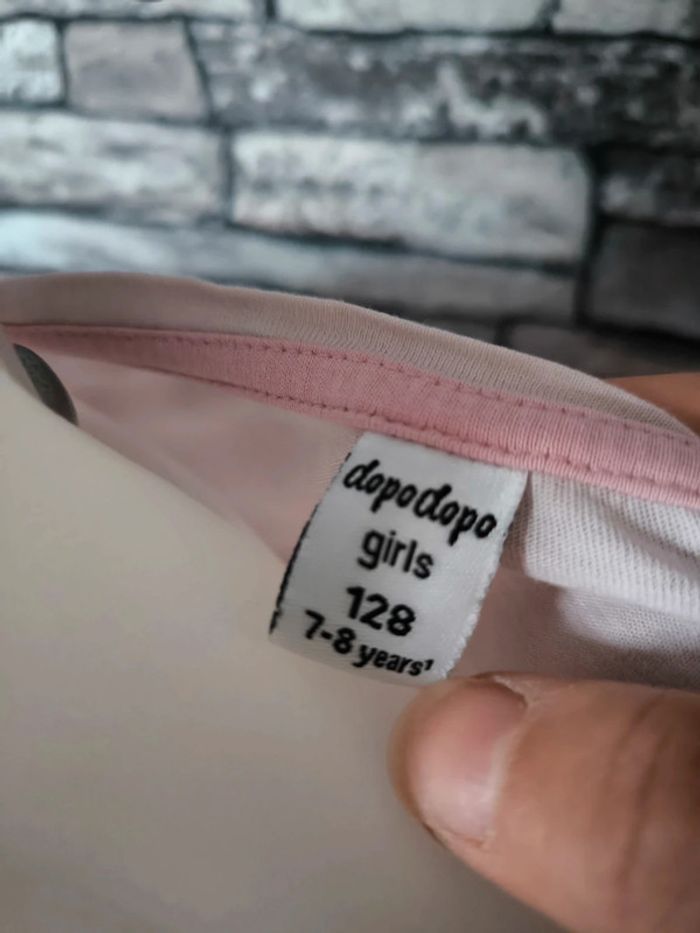 dopodopo
girls
128
7-8 years¹